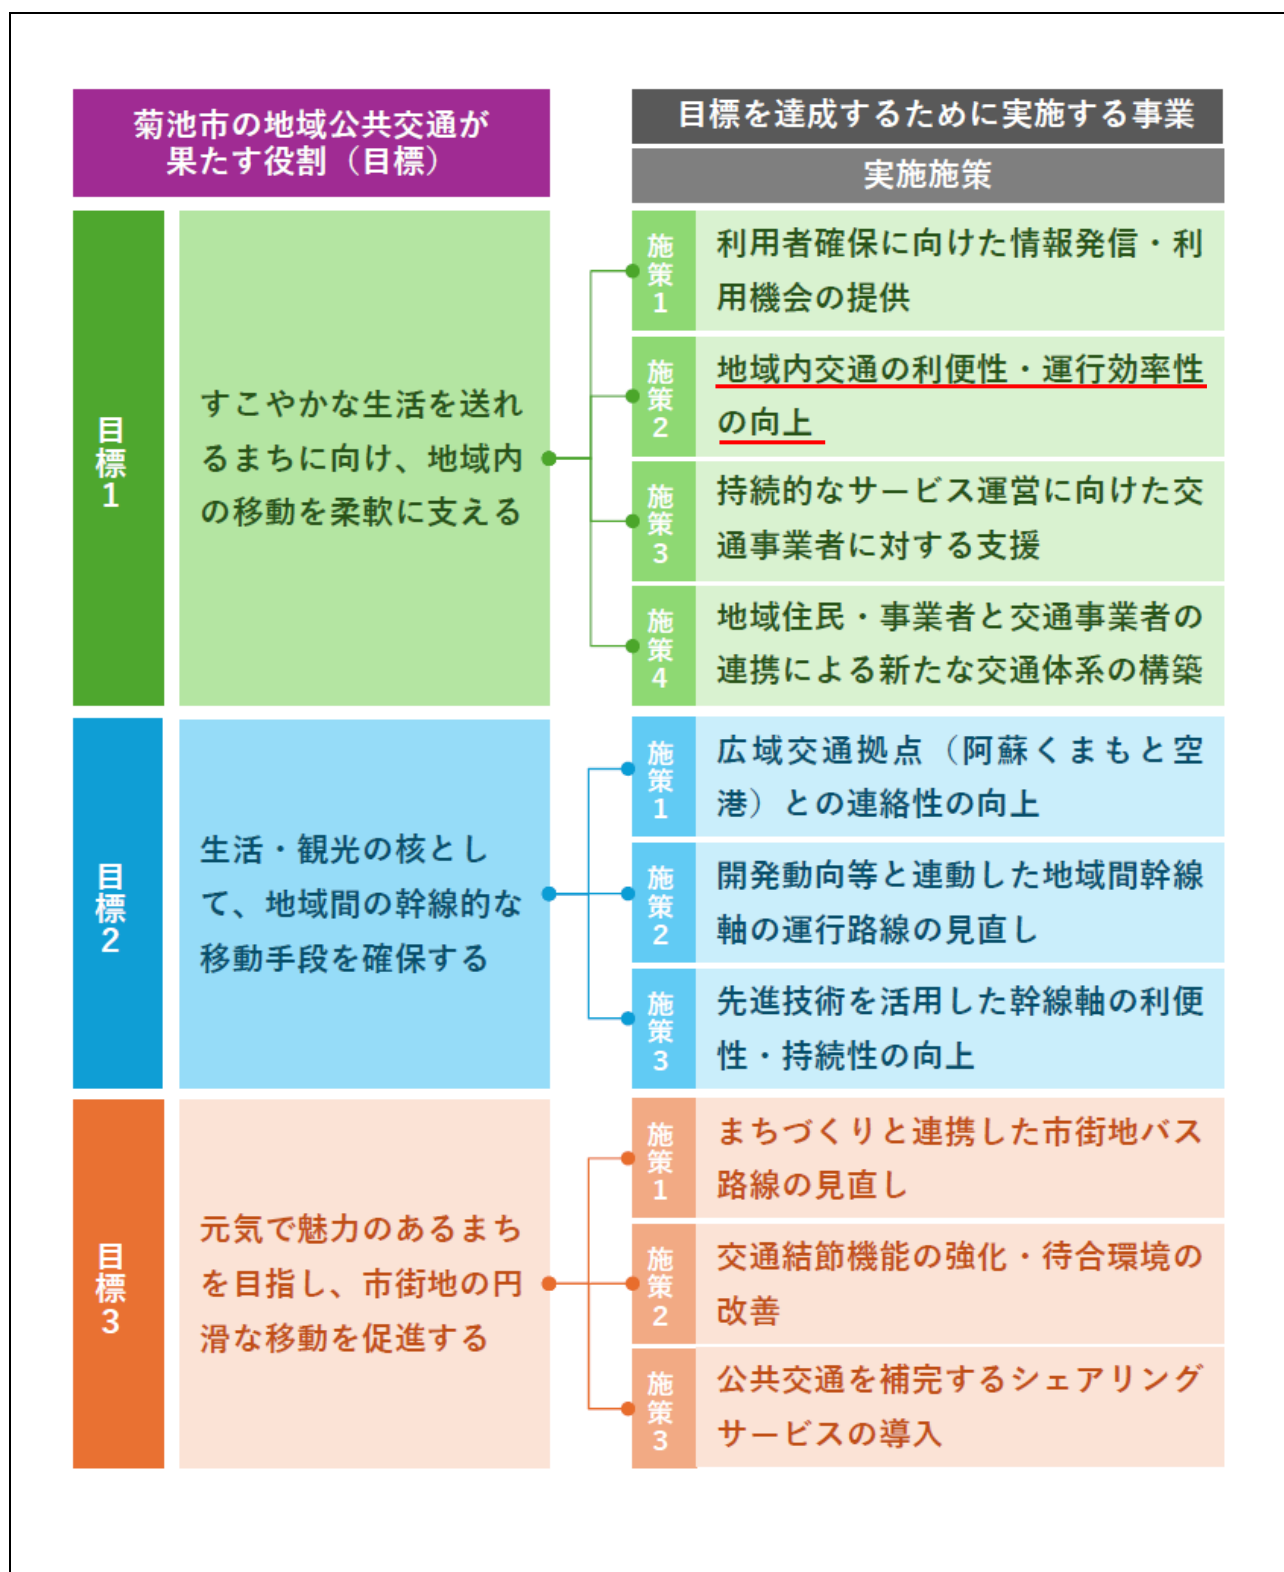 菊池市の地域公共交通が
果たす役割（目標）
目標を達成するために実施する事業
実施施策
目標1
すこやかな生活を送れ
るまちに向け、地域内
の移動を柔軟に支える
施策1
利用者確保に向けた情報発信・利
用機会の提供
施策2
地域内交通の利便性・運行効率性
の向上
施策3
持続的なサービス運営に向けた交
通事業者に対する支援
施策4
地域住民・事業者と交通事業者の
連携による新たな交通体系の構築
目標2
生活・観光の核とし
て、地域間の幹線的な
移動手段を確保する
施策1
広域交通拠点（阿蘇くまもと空
港）との連絡性の向上
施策2
開発動向等と連動した地域間幹線
軸の運行路線の見直し
施策3
先進技術を活用した幹線軸の利便
性・持続性の向上
目標3
元気で魅力のあるまち
を目指し、市街地の円
滑な移動を促進する
施策1
まちづくりと連携した市街地バス
路線の見直し
施策2
交通結節機能の強化・待合環境の
改善
施策3
公共交通を補完するシェアリング
サービスの導入